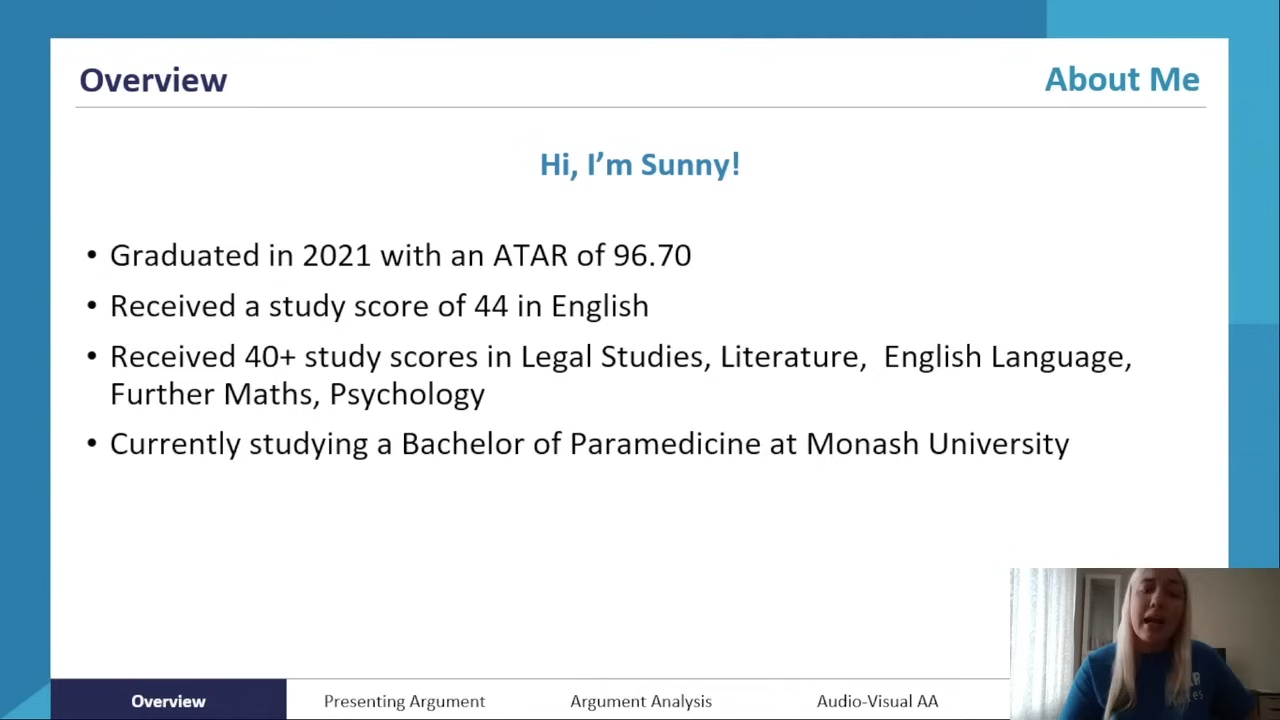 Overview
About Me
Hi, I'm Sunny!
• Graduated in 2021 with an ATAR of 96.70
• Received a study score of 44 in English
• Received 40+ study scores in Legal Studies, Literature,  English Language,
Further Maths, Psychology
• Currently studying a Bachelor of Paramedicine at Monash University
Overview
Presenting Argument
Argument Analysis
Audio-Visual AA